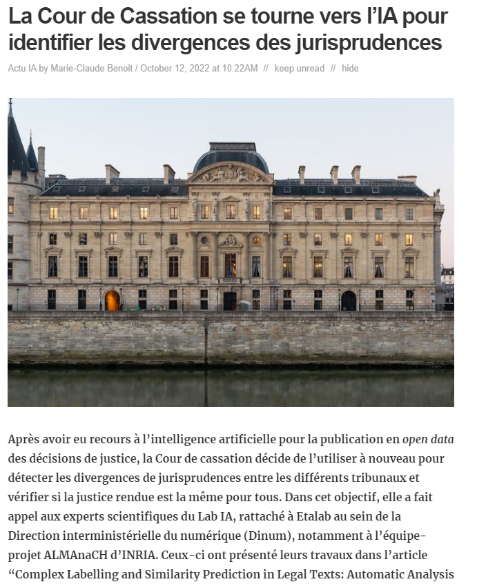 La Cour de Cassation se tourne vers l’IA pour
identifier les divergences des jurisprudences
Actu IA by Marie-Claude Benoit / October 12, 2022 at 10:22AM // keep unread // hide
Après avoir eu recours à l’intelligence artificielle pour la publication en open data
des décisions de justice, la Cour de cassation décide de l’utiliser à nouveau pour
détecter les divergences de jurisprudences entre les différents tribunaux et
vérifier si la justice rendue est la même pour tous. Dans cet objectif, elle a fait
appel aux experts scientifiques du Lab IA, rattaché à Etalab au sein de la
Direction interministérielle du numérique (Dinum), notamment à l’équipe-
projet ALMAnaCH d’INRIA. Ceux-ci ont présenté leurs travaux dans l’article
“Complex Labelling and Similarity Prediction in Legal Texts: Automatic Analysis